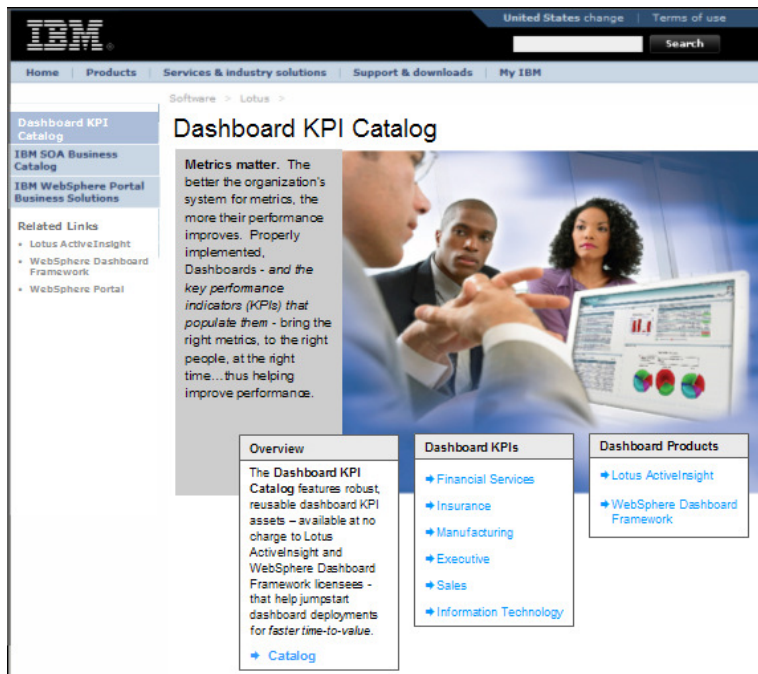 United States change | Terms of use
IBM®
Search
Home | Products | Services & industry solutions | Support & downloads | My IBM
Software > Lotus >
Dashboard KPI
Catalog
IBM SOA Business
Catalog
IBM WebSphere Portal
Business Solutions
Related Links
• Lotus ActiveInsight
• WebSphere Dashboard
Framework
• WebSphere Portal
Dashboard KPI Catalog
Metrics matter. The
better the organization's
system for metrics, the
more their performance
improves. Properly
implemented,
Dashboards - and the
key performance
indicators (KPIs) that
populate them - bring the
right metrics, to the right
people, at the right
time...thus helping
improve performance.
Overview
The Dashboard KPI
Catalog features robust,
reusable dashboard KPI
assets – available at no
charge to Lotus
ActiveInsight and
WebSphere Dashboard
Framework licensees -
that help jumpstart
dashboard deployments
for faster time-to-value.
Catalog
Dashboard KPIs
Financial Services
Insurance
Manufacturing
Executive
Sales
Information Technology
Dashboard Products
Lotus ActiveInsight
WebSphere Dashboard
Framework